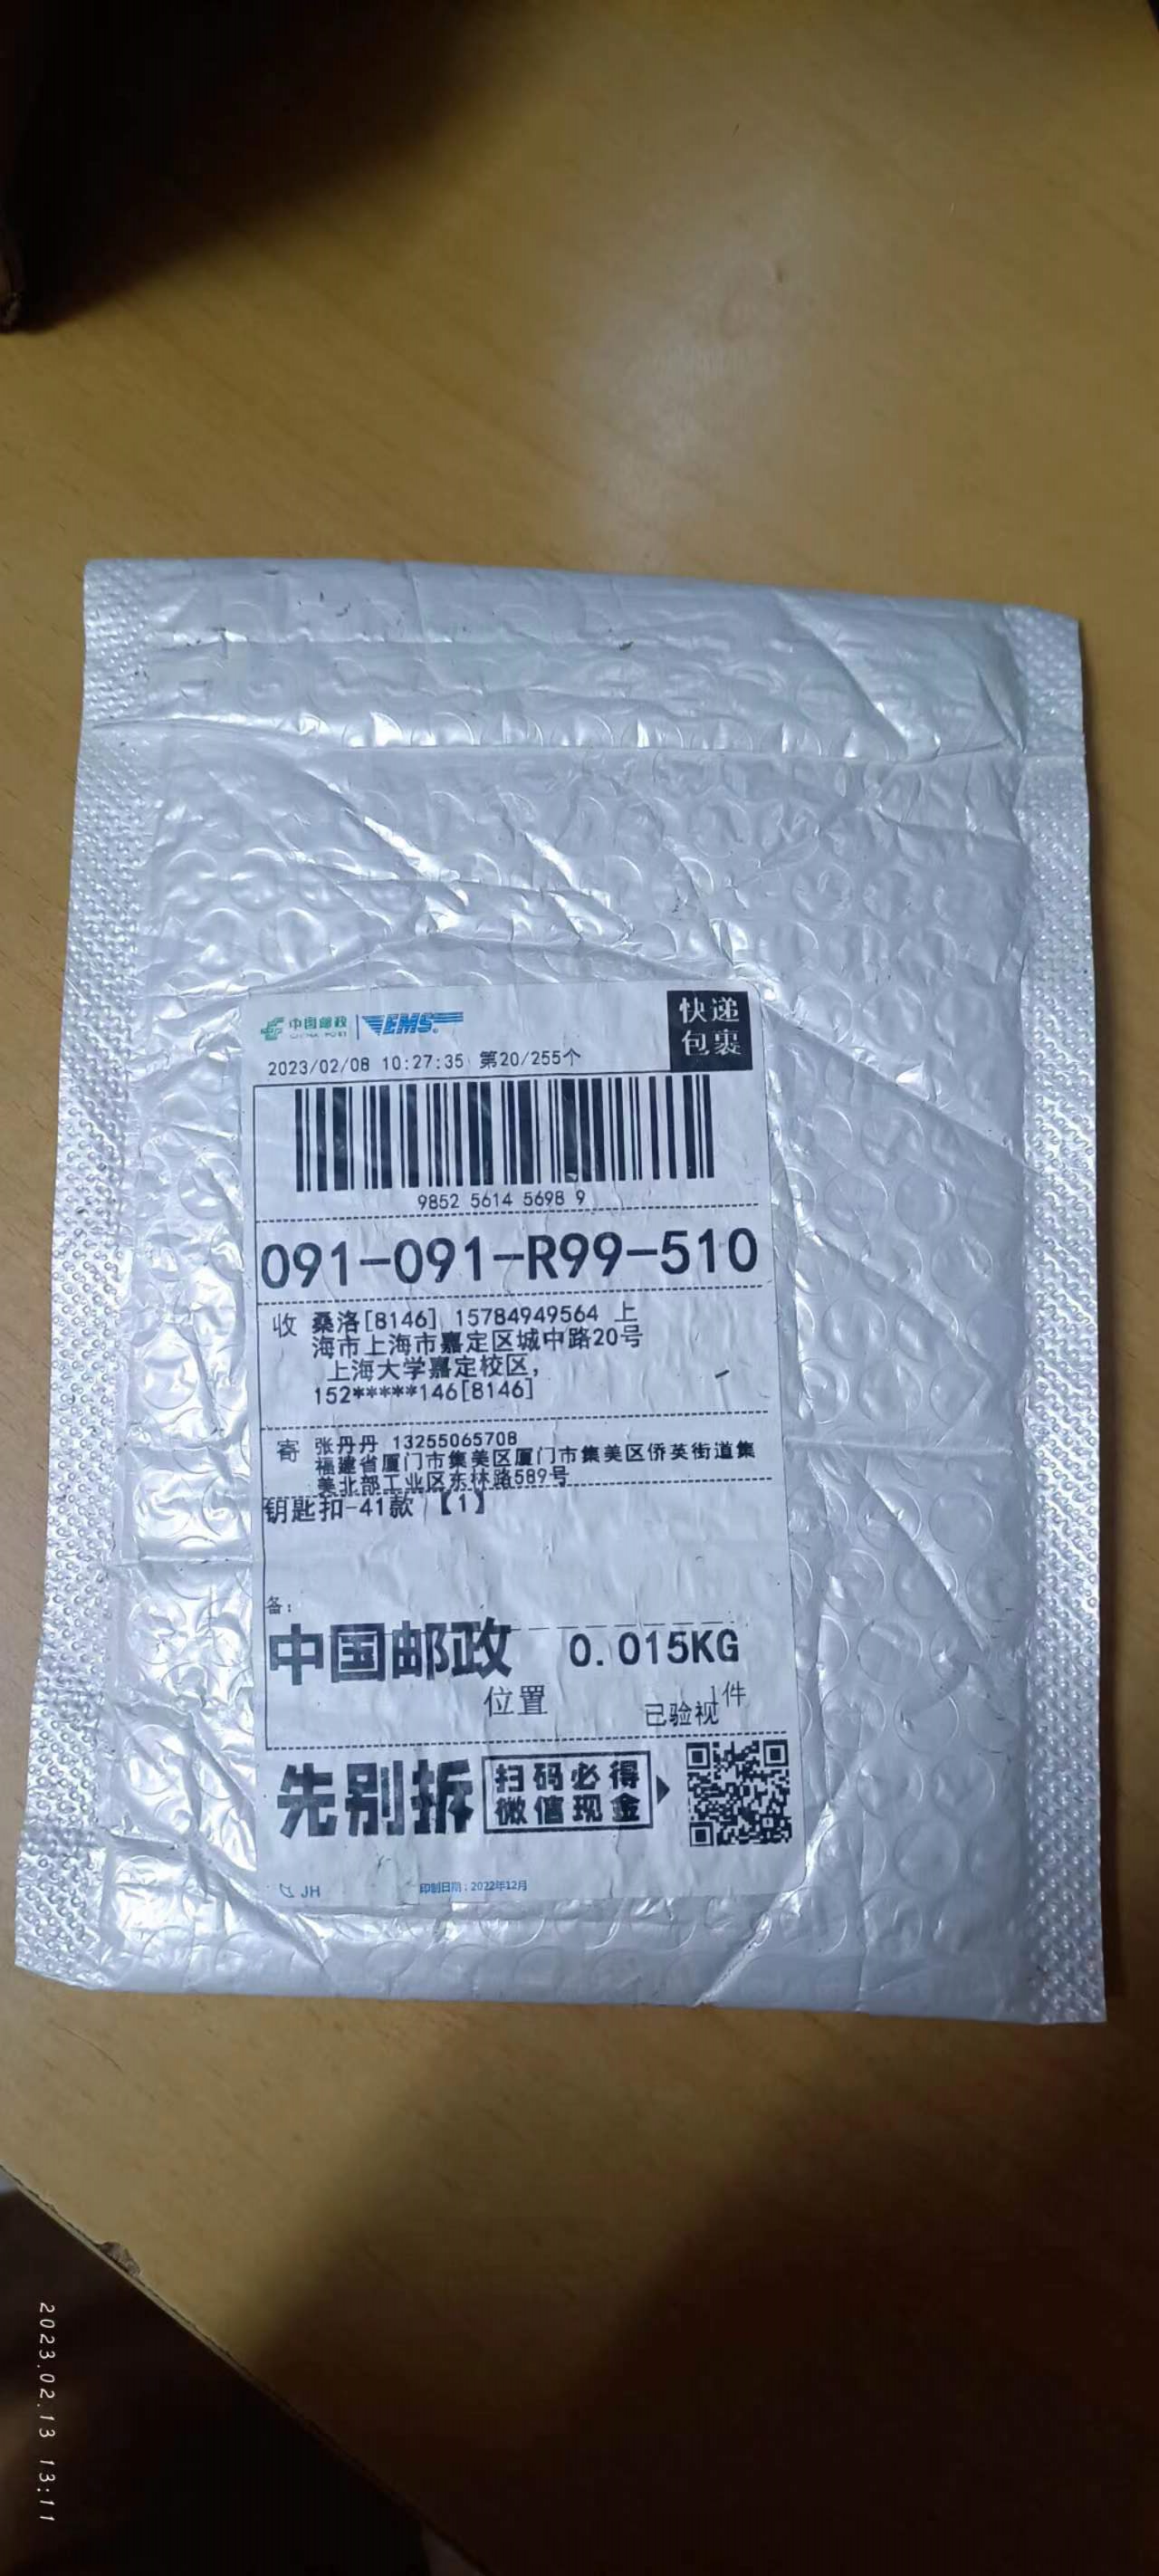 中国邮政
CHINA POST
EMS
快递
包裹
2023/02/08 10:27:35 第20/255个
9852 5614 5698 9
091-091-R99-510
收 桑洛[8146] 15784949564 上
海市上海市嘉定区城中路20号
上海大学嘉定校区,
152*****146[8146]
寄 张丹丹 13255065708
福建省厦门市集美区厦门市集美区侨英街道集
美北部工业区东林路589号
钥匙扣-41款 【1】
备:
中国邮政 0.015KG
位置 1件
已验视
先别拆 扫码必得
微信现金
JH 印制日期:2022年12月
2023.02.13 13:11